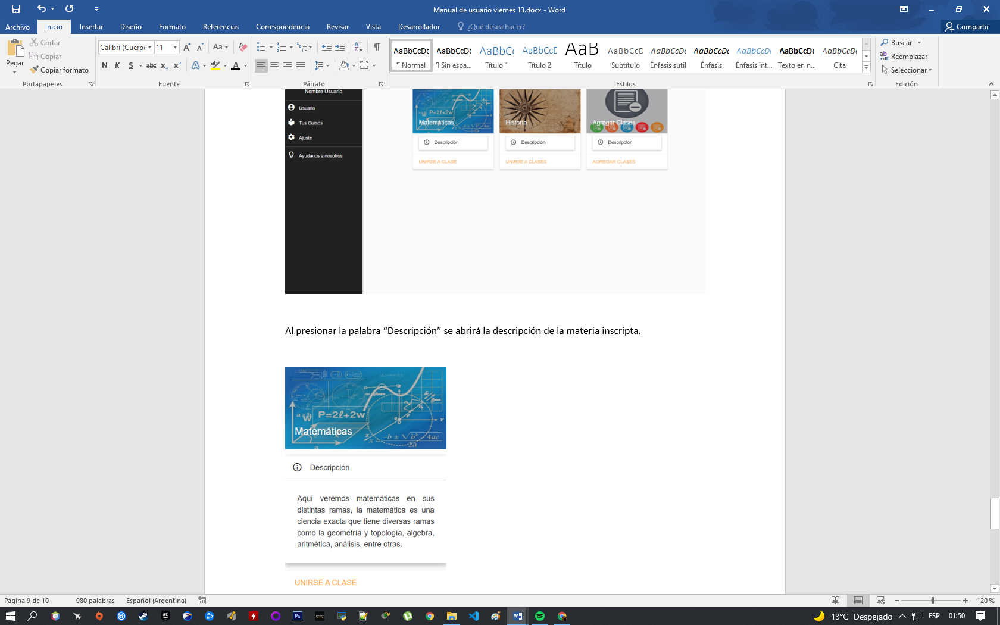 Manual de usuario viernes 13.docx - Word
Archivo Inicio Insertar Diseño Formato Referencias Correspondencia Revisar Vista Desarrollador ¿Qué desea hacer? Compartir
Pegar
Cortar
Copiar
Copiar formato
Portapapeles
Calibri (Cuerpo 11
Aa
N K S abc x₂ x² A aby A
Fuente
Párrafo
AaBbCcDc AaBbCcDc AaBbCc AaBbCcD AaB AaBbCcD AaBbCcDc AaBbCcDc AaBbCcDc AaBbCcDc AaBbCcDc
¶ Normal ¶ Sin espa... Título 1 Título 2 Título Subtítulo Énfasis sutil Énfasis Énfasis int... Texto en n... Cita
Estilos
Buscar
Reemplazar
Seleccionar
Edición
Nombre Usuario
Usuario
Tus Cursos
Ajuste
Ayudanos a nosotros
P=2ℓ+2w
Matemáticas
Descripción
UNIRSE A CLASE
Historia
Descripción
UNIRSE A CLASES
Agregar Clases
Descripción
AGREGAR CLASES
Al presionar la palabra “Descripción” se abrirá la descripción de la materia inscripta.
P=2ℓ+2w
Matemáticas
x = -b ± √b² - 4ac
2a
Descripción
Aquí veremos matemáticas en sus
distintas ramas, la matemática es una
ciencia exacta que tiene diversas ramas
como la geometría y topología, álgebra,
aritmética, análisis, entre otras.
UNIRSE A CLASE
Página 9 de 10 980 palabras Español (Argentina) 120 %
13°C Despejado ESP 01:50